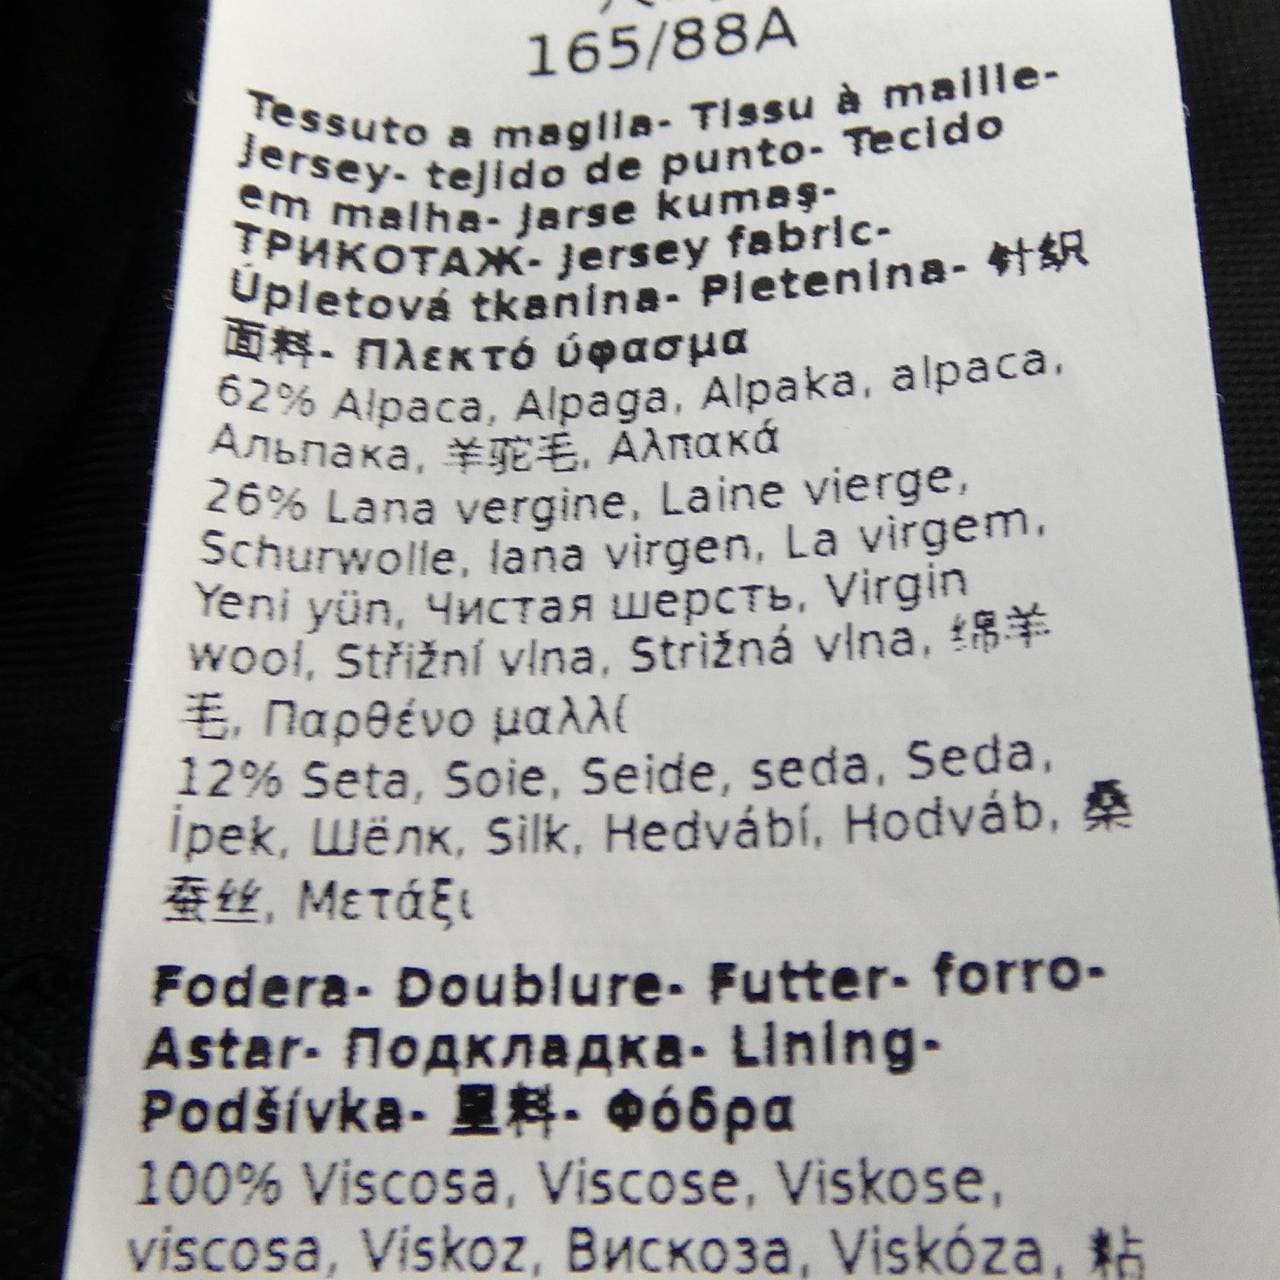 165/88A
Tessuto a maglia- Tissu à maille-
Jersey- tejido de punto- Tecido
em malha- Jarse kumaş-
ТРИКОТАЖ- Jersey fabric-
Úpletová tkanina- Pletenina- 针织
面料- Πλεκτό ύφασμα
62% Alpaca, Alpaga, Alpaka, alpaca,
Альпака, 羊驼毛, Αλπακά
26% Lana vergine, Laine vierge,
Schurwolle, lana virgen, La virgem,
Yeni yün, Чистая шерсть, Virgin
wool, Střižní vlna, Strižná vlna, 绵羊
毛, Παρθένο μαλλί
12% Seta, Soie, Seide, seda, Seda,
İpek, Шёлк, Silk, Hedvábí, Hodváb, 桑
蚕丝, Μετάξι
Fodera- Doublure- Futter- forro-
Astar- Подкладка- Lining-
Podšívka- 里料- Φόδρα
100% Viscosa, Viscose, Viskose,
viscosa, Viskoz, Вискоза, Viskóza, 粘